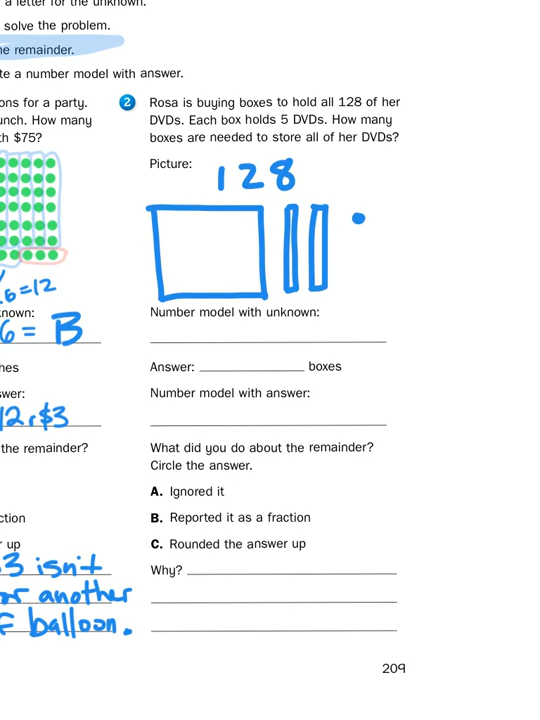 a letter for the unknown.
solve the problem.
he remainder.
te a number model with answer.
ons for a party.
unch. How many
th $75?
6=12
nown:
6 = B
hes
wer:
12r$3
the remainder?
ction
r up
3 isn't
or another
f balloon.
2 Rosa is buying boxes to hold all 128 of her
DVDs. Each box holds 5 DVDs. How many
boxes are needed to store all of her DVDs?
Picture:
128
Number model with unknown:
Answer: boxes
Number model with answer:
What did you do about the remainder?
Circle the answer.
A. Ignored it
B. Reported it as a fraction
C. Rounded the answer up
Why?
209